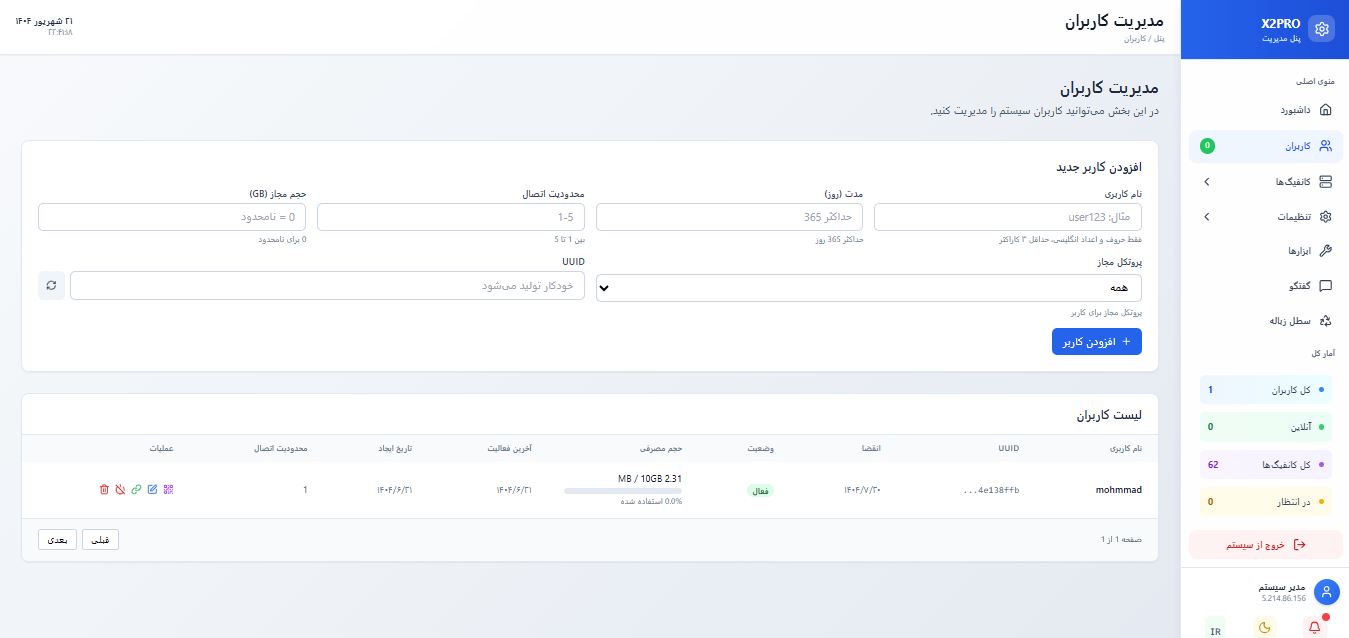 X2PRO
پنل مدیریت
منوی اصلی
داشبورد
کاربران
0
کانفیگ‌ها
تنظیمات
ابزارها
گفتگو
سطل زباله
آمار کل
کل کاربران
1
آنلاین
0
کل کانفیگ‌ها
62
در انتظار
0
خروج از سیستم
مدیر سیستم
5.214.86.156
IR
مدیریت کاربران
پنل / کاربران
۲۱ شهریور ۱۴۰۴
۲۲:۴۱:۱۸
مدیریت کاربران
در این بخش می‌توانید کاربران سیستم را مدیریت کنید.
افزودن کاربر جدید
نام کاربری
مدت (روز)
محدودیت اتصال
حجم مجاز (GB)
مثال: user123
حداکثر 365
1-5
0 = نامحدود
فقط حروف و اعداد انگلیسی، حداقل ۳ کاراکتر
حداکثر 365 روز
بین 1 تا 5
0 برای نامحدود
پروتکل مجاز
UUID
همه
خودکار تولید می‌شود
پروتکل مجاز برای کاربر
افزودن کاربر
لیست کاربران
نام کاربری
UUID
انقضا
وضعیت
حجم مصرفی
آخرین فعالیت
تاریخ ایجاد
محدودیت اتصال
عملیات
mohmmad
4e138ffb...
۱۴۰۴/۷/۲۰
فعال
2.31 MB / 10GB
0.0% استفاده شده
۱۴۰۴/۶/۲۱
۱۴۰۴/۶/۲۱
1
صفحه 1 از 1
قبلی
بعدی